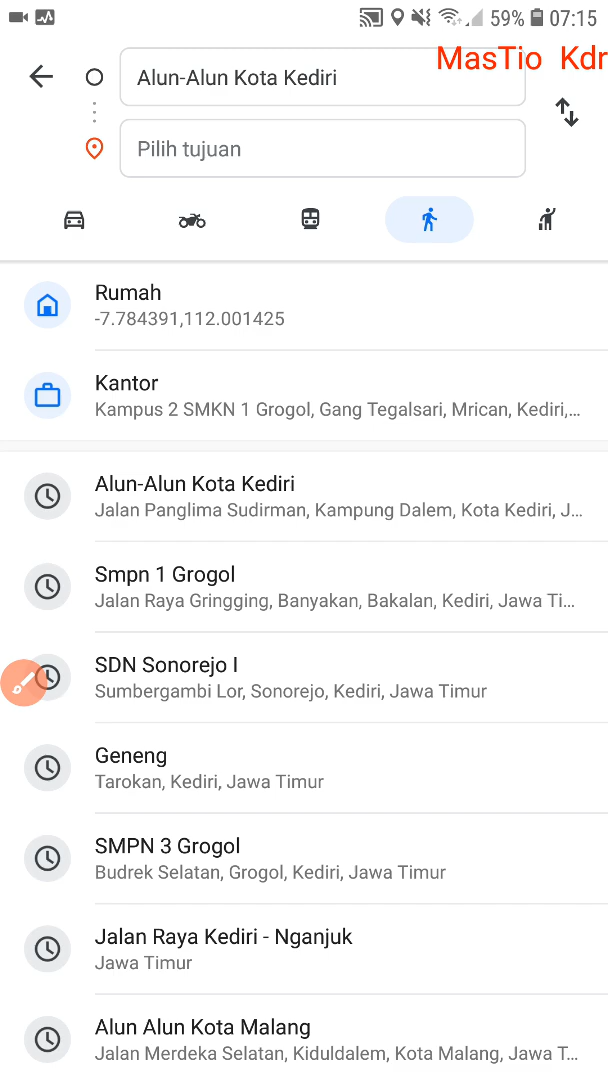 59% 07:15
MasTio Kdr
Alun-Alun Kota Kediri
Pilih tujuan
Rumah
-7.784391,112.001425
Kantor
Kampus 2 SMKN 1 Grogol, Gang Tegalsari, Mrican, Kediri,...
Alun-Alun Kota Kediri
Jalan Panglima Sudirman, Kampung Dalem, Kota Kediri, J...
Smpn 1 Grogol
Jalan Raya Gringging, Banyakan, Bakalan, Kediri, Jawa Ti...
SDN Sonorejo I
Sumbergambi Lor, Sonorejo, Kediri, Jawa Timur
Geneng
Tarokan, Kediri, Jawa Timur
SMPN 3 Grogol
Budrek Selatan, Grogol, Kediri, Jawa Timur
Jalan Raya Kediri - Nganjuk
Jawa Timur
Alun Alun Kota Malang
Jalan Merdeka Selatan, Kiduldalem, Kota Malang, Jawa T...